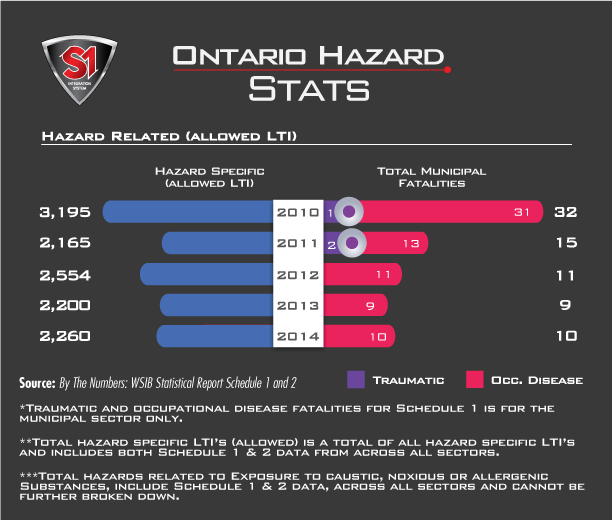 S1
INTEGRATION
SYSTEM
ONTARIO HAZARD
STATS
HAZARD RELATED (ALLOWED LTI)
HAZARD SPECIFIC
(ALLOWED LTI)
TOTAL MUNICIPAL
FATALITIES
3,195 2010 1 31 32
2,165 2011 2 13 15
2,554 2012 11 11
2,200 2013 9 9
2,260 2014 10 10
Source: By The Numbers: WSIB Statistical Report Schedule 1 and 2
TRAUMATIC
OCC. DISEASE
*TRAUMATIC AND OCCUPATIONAL DISEASE FATALITIES FOR SCHEDULE 1 IS FOR THE
MUNICIPAL SECTOR ONLY.
**TOTAL HAZARD SPECIFIC LTI'S (ALLOWED) IS A TOTAL OF ALL HAZARD SPECIFIC LTI'S
AND INCLUDES BOTH SCHEDULE 1 & 2 DATA FROM ACROSS ALL SECTORS.
***TOTAL HAZARDS RELATED TO EXPOSURE TO CAUSTIC, NOXIOUS OR ALLERGENIC
SUBSTANCES, INCLUDE SCHEDULE 1 & 2 DATA, ACROSS ALL SECTORS AND CANNOT BE
FURTHER BROKEN DOWN.